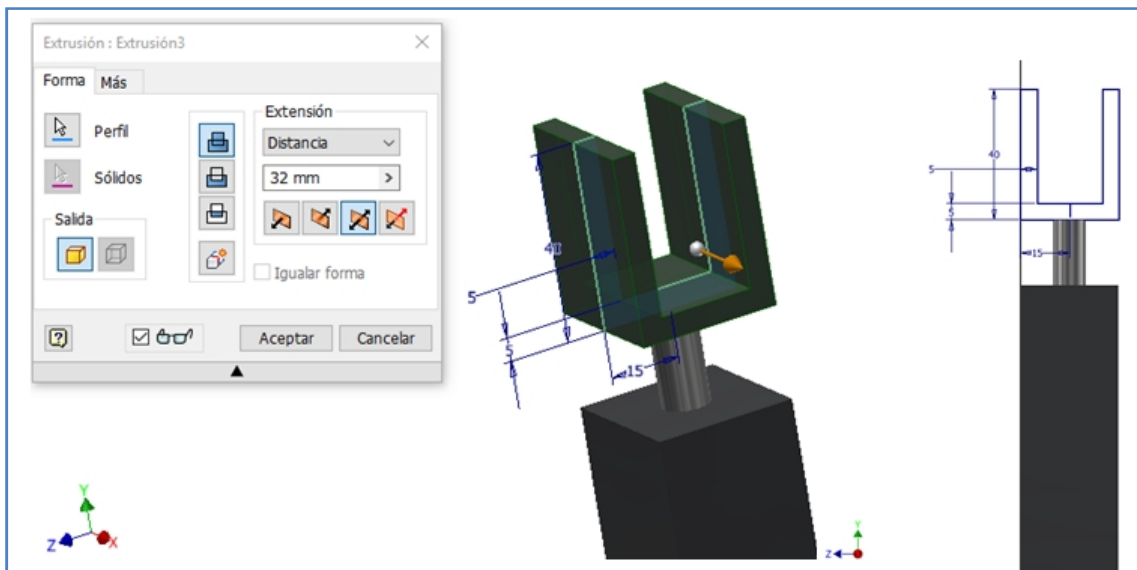 Extrusión : Extrusión3
Forma
Más
Perfil
Sólidos
Salida
Extensión
Distancia
32 mm
>
Igualar forma
?
Aceptar
Cancelar
5
5
15
40
5
5
15
Y
Z
X
Y
Z